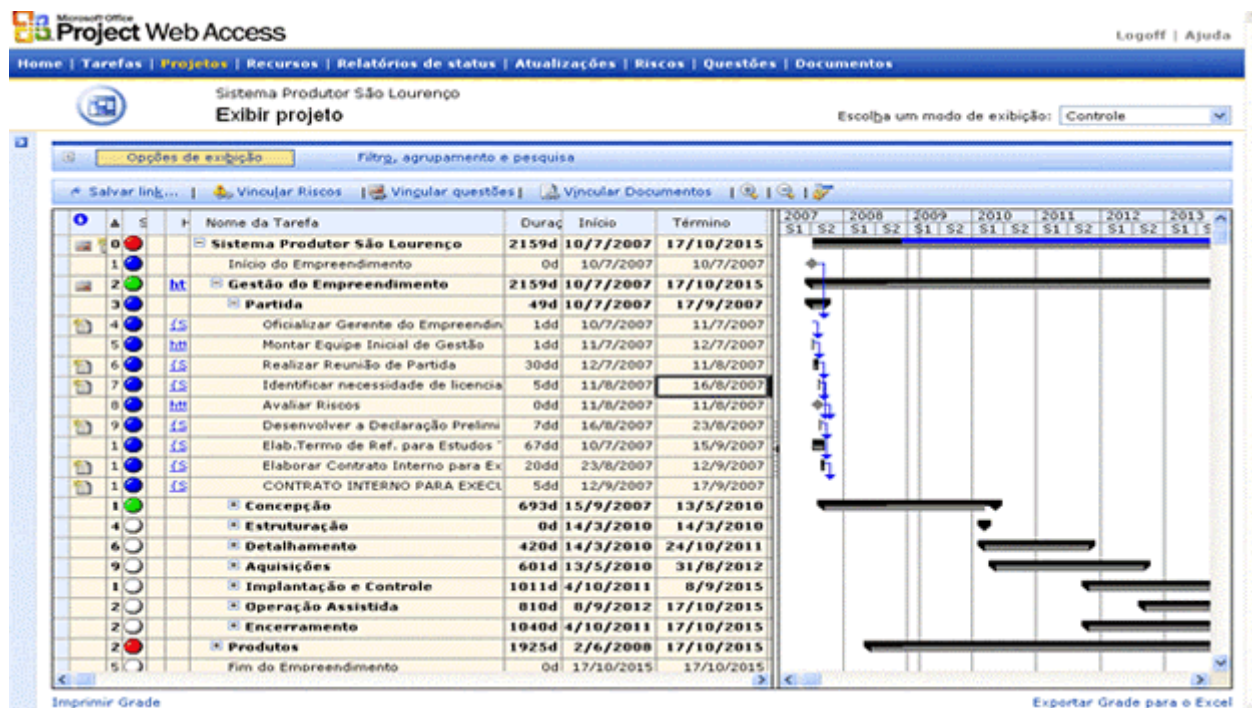 Microsoft Office
Project Web Access
Logoff | Ajuda
Home | Tarefas | Projetos | Recursos | Relatórios de status | Atualizações | Riscos | Questões | Documentos
Sistema Produtor São Lourenço
Exibir projeto
Escolha um modo de exibição: Controle
Opções de exibição Filtro, agrupamento e pesquisa
Salvar link... | Vincular Riscos | Vincular questões | Vincular Documentos
S H Nome da Tarefa Duraç Início Término 2007 2008 2009 2010 2011 2012 2013
S1 S2 S1 S2 S1 S2 S1 S2 S1 S2 S1 S2 S1 S
0 Sistema Produtor São Lourenço 2159d 10/7/2007 17/10/2015
1 Início do Empreendimento 0d 10/7/2007 10/7/2007
2 ht Gestão do Empreendimento 2159d 10/7/2007 17/10/2015
3 Partida 49d 10/7/2007 17/9/2007
4 {S Oficializar Gerente do Empreendin 1dd 10/7/2007 11/7/2007
5 htt Montar Equipe Inicial de Gestão 1dd 11/7/2007 12/7/2007
6 {S Realizar Reunião de Partida 30dd 12/7/2007 11/8/2007
7 {S Identificar necessidade de licencia 5dd 11/8/2007 16/8/2007
8 htt Avaliar Riscos 0dd 11/8/2007 11/8/2007
9 {S Desenvolver a Declaração Prelimi 7dd 16/8/2007 23/8/2007
1 {S Elab.Termo de Ref. para Estudos 67dd 10/7/2007 15/9/2007
1 {S Elaborar Contrato Interno para Ex 20dd 23/8/2007 12/9/2007
1 {S CONTRATO INTERNO PARA EXECU 5dd 12/9/2007 17/9/2007
1 Concepção 693d 15/9/2007 13/5/2010
4 Estruturação 0d 14/3/2010 14/3/2010
6 Detalhamento 420d 14/3/2010 24/10/2011
9 Aquisições 601d 13/5/2010 31/8/2012
1 Implantação e Controle 1011d 4/10/2011 8/9/2015
2 Operação Assistida 810d 8/9/2012 17/10/2015
2 Encerramento 1040d 4/10/2011 17/10/2015
2 Produtos 1925d 2/6/2008 17/10/2015
5 Fim do Empreendimento 0d 17/10/2015 17/10/2015
Imprimir Grade Exportar Grade para o Excel